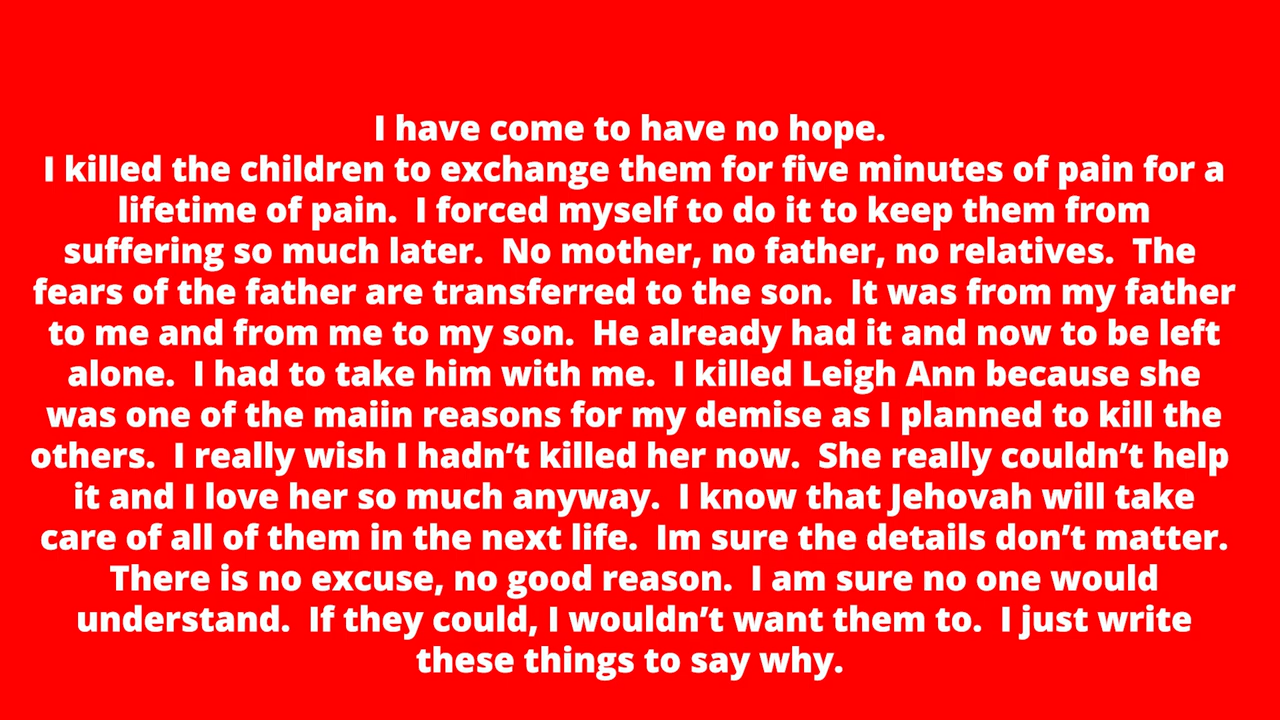 I have come to have no hope.
I killed the children to exchange them for five minutes of pain for a
lifetime of pain.  I forced myself to do it to keep them from
suffering so much later.  No mother, no father, no relatives.  The
fears of the father are transferred to the son.  It was from my father
to me and from me to my son.  He already had it and now to be left
alone.  I had to take him with me.  I killed Leigh Ann because she
was one of the maiin reasons for my demise as I planned to kill the
others.  I really wish I hadn’t killed her now.  She really couldn’t help
it and I love her so much anyway.  I know that Jehovah will take
care of all of them in the next life.  Im sure the details don’t matter.
There is no excuse, no good reason.  I am sure no one would
understand.  If they could, I wouldn’t want them to.  I just write
these things to say why.